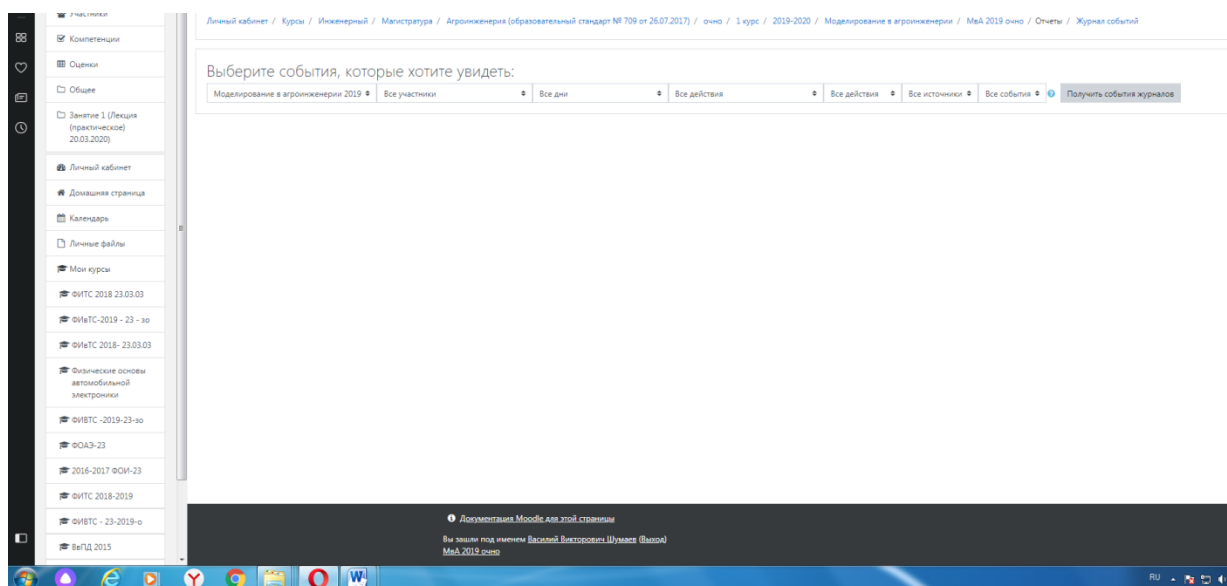 Участники
Компетенции
Оценки
Общее
Занятие 1 (Лекция
(практическое)
20.03.2020)
Личный кабинет
Домашняя страница
Календарь
Личные файлы
Мои курсы
ФИТС 2018 23.03.03
ФИвТС-2019 - 23 - зо
ФИвТС 2018- 23.03.03
Физические основы
автомобильной
электроники
ФИВТС -2019-23-зо
ФОАЭ-23
2016-2017 ФОИ-23
ФИТС 2018-2019
ФИВТС - 23-2019-о
ВвПД 2015
Личный кабинет / Курсы / Инженерный / Магистратура / Агроинженерия (образовательный стандарт № 709 от 26.07.2017) / очно / 1 курс / 2019-2020 / Моделирование в агроинженерии / МвА 2019 очно / Отчеты / Журнал событий
Выберите события, которые хотите увидеть:
Моделирование в агроинженерии 2019 Все участники Все дни Все действия Все действия Все источники Все события Получить события журналов
Документация Moodle для этой страницы
Вы зашли под именем Василий Викторович Шумаев (Выход)
МвА 2019 очно
RU